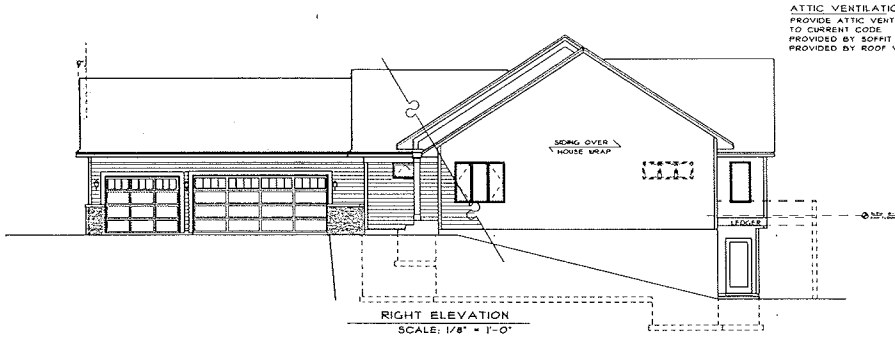 ATTIC VENTILATIO
PROVIDE ATTIC VENT
TO CURRENT CODE.
PROVIDED BY SOFFIT
PROVIDED BY ROOF V
SIDING OVER
HOUSE WRAP
LEDGER
RIGHT ELEVATION
SCALE: 1/8" = 1'-0"